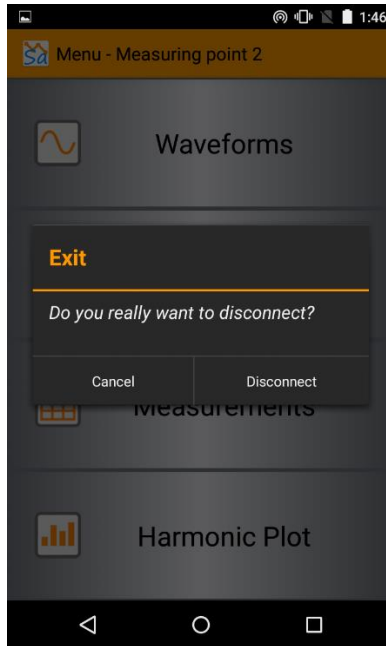 1:46
Sa Menu - Measuring point 2
Waveforms
Exit
Do you really want to disconnect?
Cancel Disconnect
Measurements
Harmonic Plot